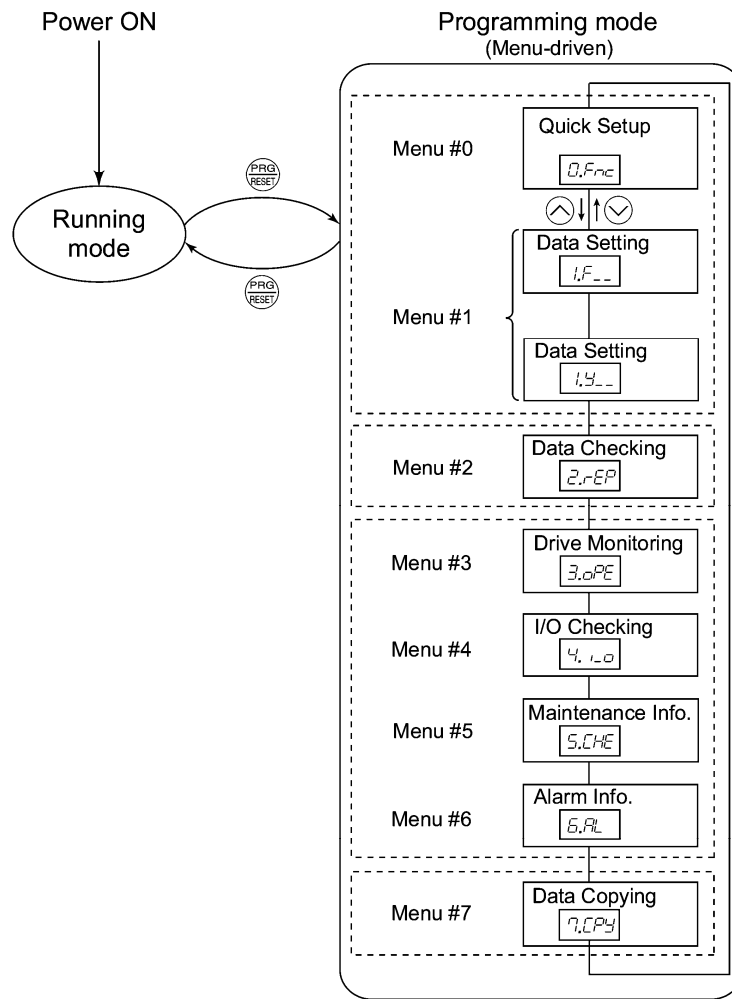 Power ON
Programming mode
(Menu-driven)
PRG
RESET
Running
mode
PRG
RESET
Menu #0
Quick Setup
0.Fnc
Menu #1
Data Setting
1.F__
Data Setting
1.y__
Menu #2
Data Checking
2.rEP
Menu #3
Drive Monitoring
3.oPE
Menu #4
I/O Checking
4.i_o
Menu #5
Maintenance Info.
5.CHE
Menu #6
Alarm Info.
6.AL
Menu #7
Data Copying
7.CPY